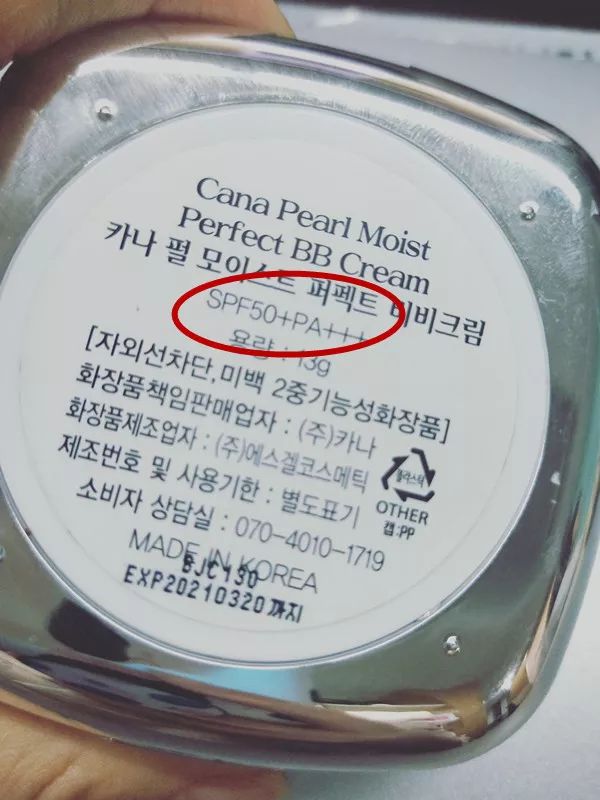 Cana Pearl Moist
Perfect BB Cream
카나 펄 모이스트 퍼펙트 비비크림
SPF50+PA+++
용량 : 13g
[자외선차단,미백 2중기능성화장품]
화장품책임판매업자 : (주)카나
화장품제조업자 : (주)에스겔코스메틱
제조번호 및 사용기한 : 별도표기
소비자 상담실 : 070-4010-1719
플라스틱
OTHER
캡:PP
MADE IN KOREA
BJC130
EXP20210320까지